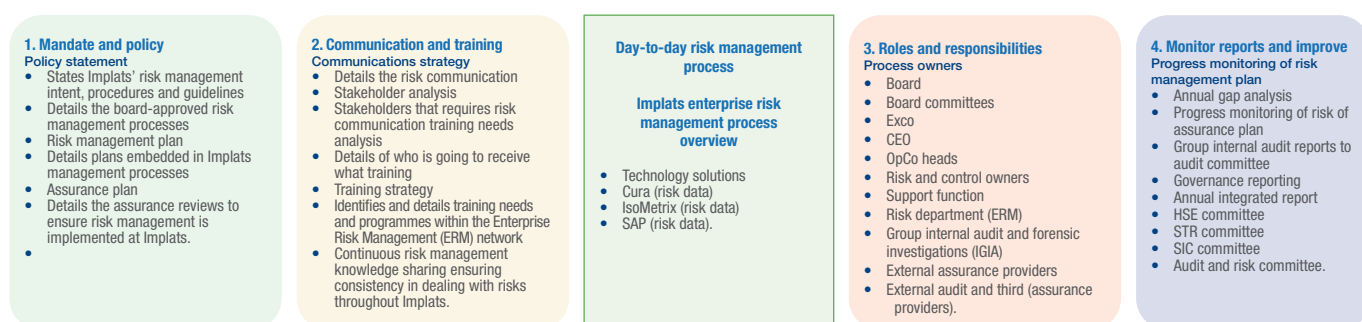 1. Mandate and policy
Policy statement
• States Implats' risk management
intent, procedures and guidelines
• Details the board-approved risk
management processes
• Risk management plan
• Details plans embedded in Implats
management processes
• Assurance plan
• Details the assurance reviews to
ensure risk management is
implemented at Implats.
•
2. Communication and training
Communications strategy
• Details the risk communication
• Stakeholder analysis
• Stakeholders that requires risk
communication training needs
analysis
• Details of who is going to receive
what training
• Training strategy
• Identifies and details training needs
and programmes within the Enterprise
Risk Management (ERM) network
• Continuous risk management
knowledge sharing ensuring
consistency in dealing with risks
throughout Implats.
Day-to-day risk management
process
Implats enterprise risk
management process
overview
• Technology solutions
• Cura (risk data)
• IsoMetrix (risk data)
• SAP (risk data).
3. Roles and responsibilities
Process owners
• Board
• Board committees
• Exco
• CEO
• OpCo heads
• Risk and control owners
• Support function
• Risk department (ERM)
• Group internal audit and forensic
investigations (IGIA)
• External assurance providers
• External audit and third (assurance
providers).
4. Monitor reports and improve
Progress monitoring of risk
management plan
• Annual gap analysis
• Progress monitoring of risk of
assurance plan
• Group internal audit reports to
audit committee
• Governance reporting
• Annual integrated report
• HSE committee
• STR committee
• SIC committee
• Audit and risk committee.